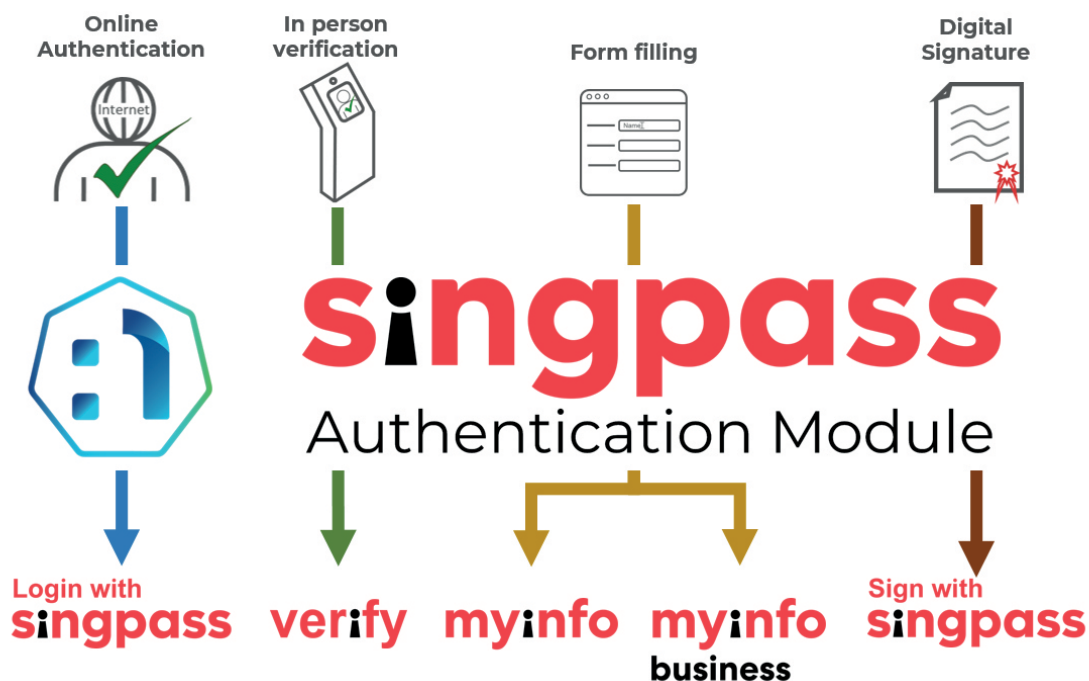 Online
Authentication
In person
verification
Form filling
Digital
Signature
Internet
Name
singpass
Authentication Module
Login with
singpass
verify
myinfo
myinfo
business
Sign with
singpass